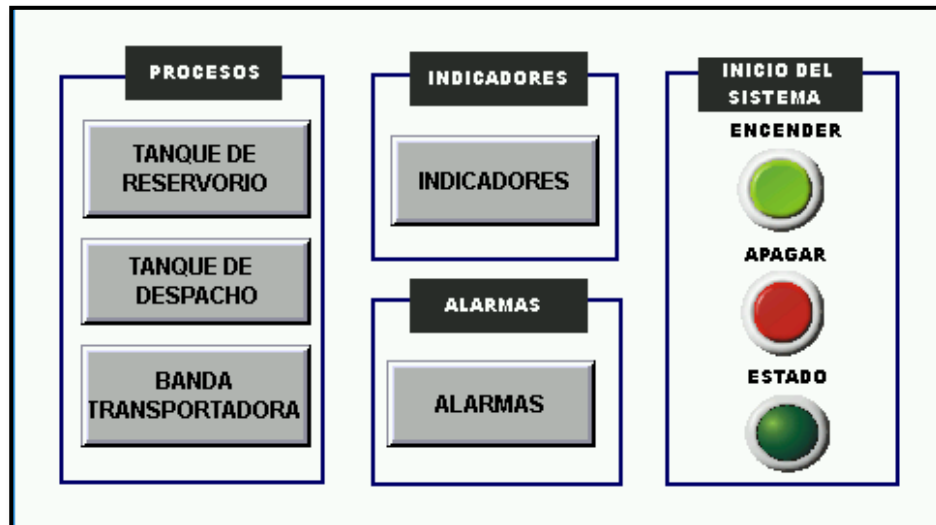 PROCESOS
TANQUE DE
RESERVORIO
TANQUE DE
DESPACHO
BANDA
TRANSPORTADORA
INDICADORES
INDICADORES
ALARMAS
ALARMAS
INICIO DEL
SISTEMA
ENCENDER
APAGAR
ESTADO